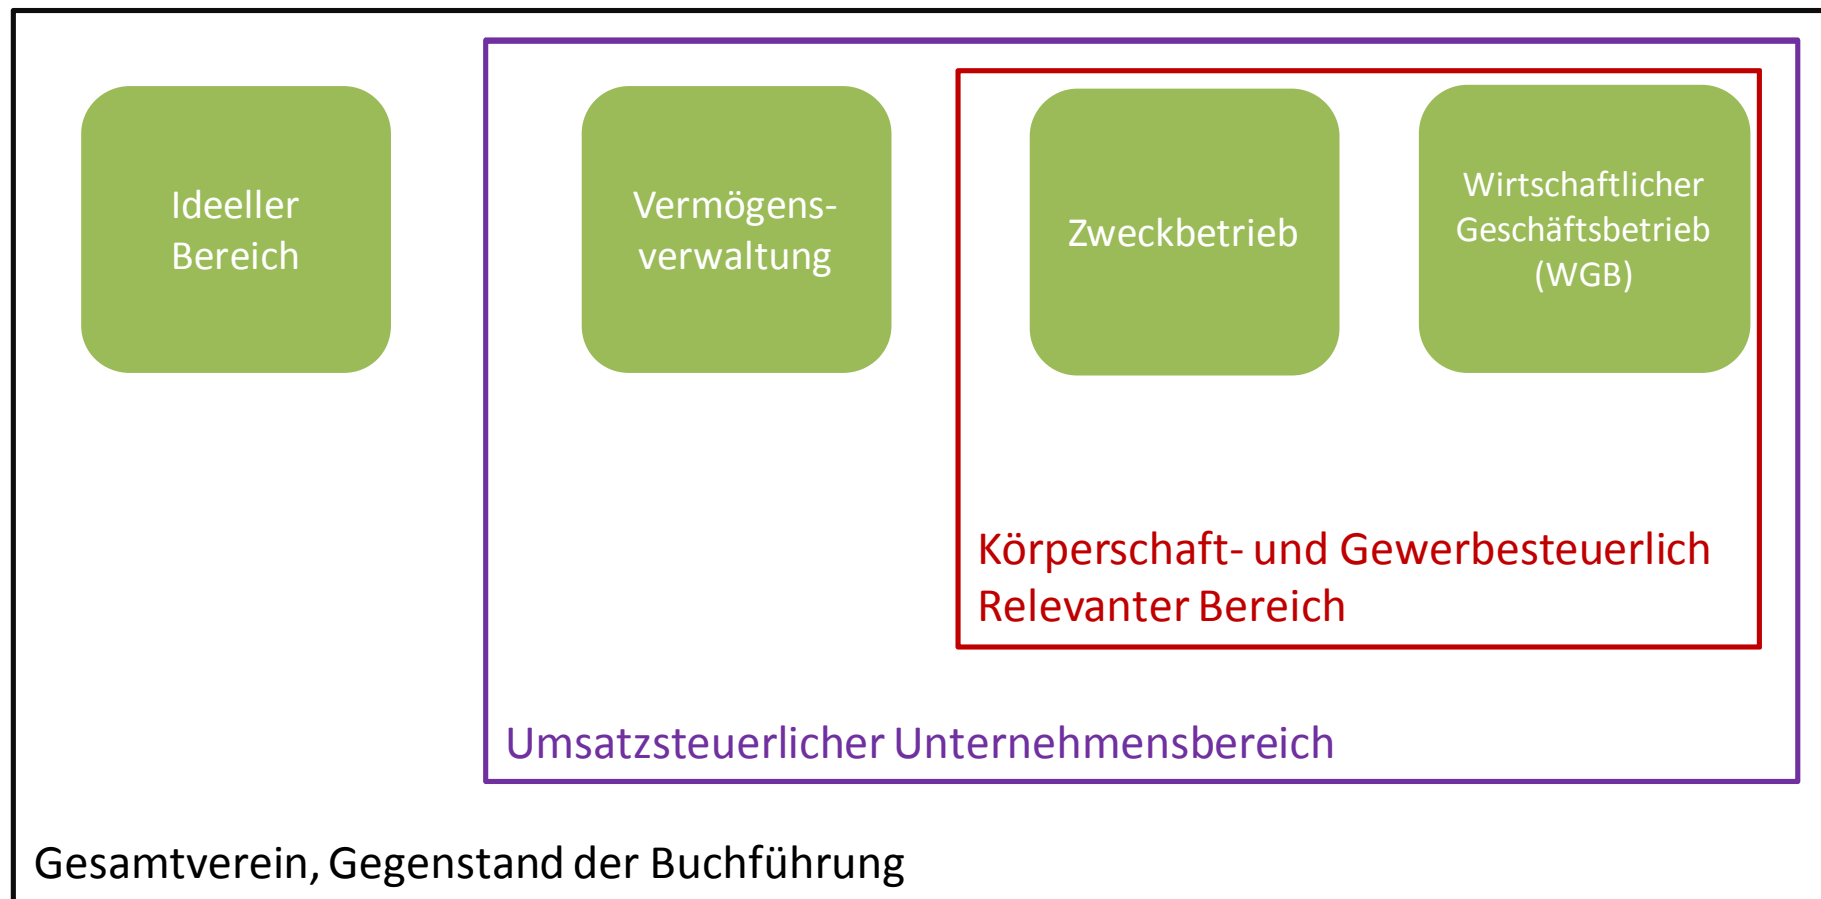 Ideeller
Bereich
Vermögens-
verwaltung
Zweckbetrieb
Wirtschaftlicher
Geschäftsbetrieb
(WGB)
Körperschaft- und Gewerbesteuerlich
Relevanter Bereich
Umsatzsteuerlicher Unternehmensbereich
Gesamtverein, Gegenstand der Buchführung